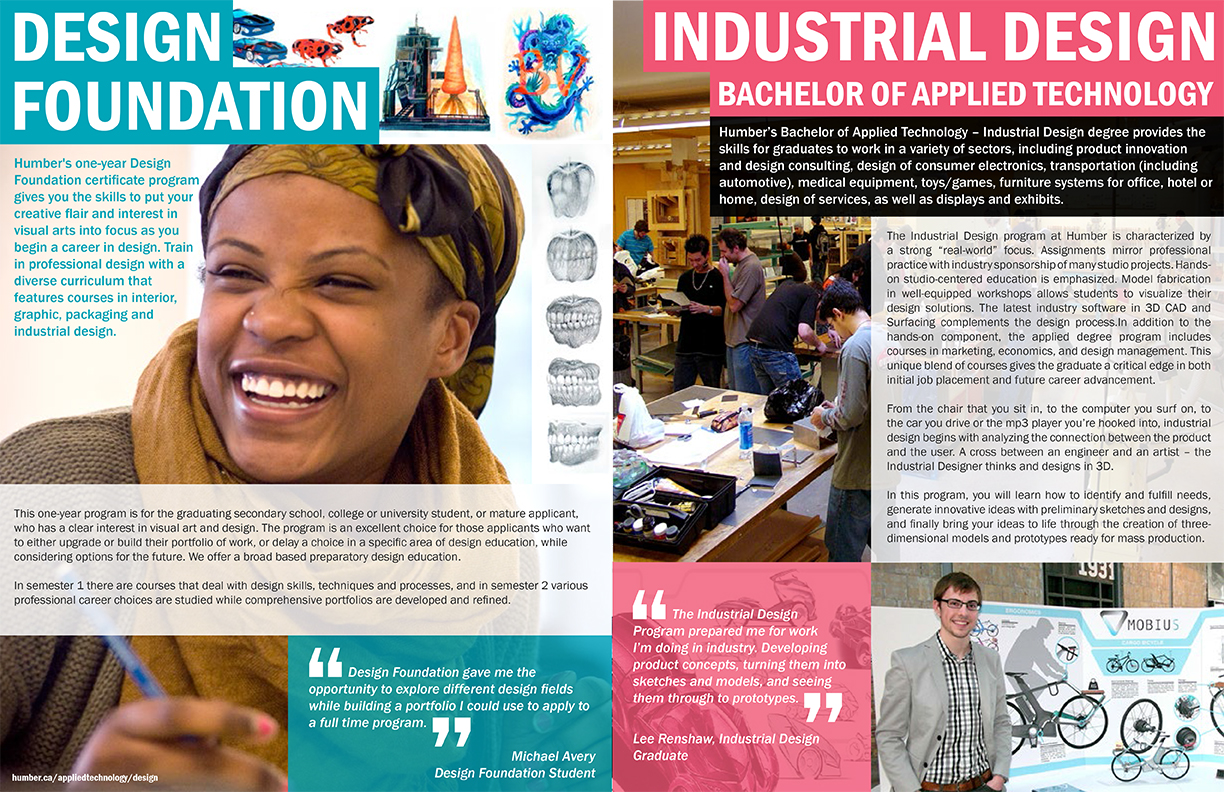 DESIGN
FOUNDATION
Humber's one-year Design
Foundation certificate program
gives you the skills to put your
creative flair and interest in
visual arts into focus as you
begin a career in design. Train
in professional design with a
diverse curriculum that
features courses in interior,
graphic, packaging and
industrial design.
This one-year program is for the graduating secondary school, college or university student, or mature applicant,
who has a clear interest in visual art and design. The program is an excellent choice for those applicants who want
to either upgrade or build their portfolio of work, or delay a choice in a specific area of design education, while
considering options for the future. We offer a broad based preparatory design education.
In semester 1 there are courses that deal with design skills, techniques and processes, and in semester 2 various
professional career choices are studied while comprehensive portfolios are developed and refined.
“ Design Foundation gave me the
opportunity to explore different design fields
while building a portfolio I could use to apply to
a full time program. ”
Michael Avery
Design Foundation Student
humber.ca/appliedtechnology/design
INDUSTRIAL DESIGN
BACHELOR OF APPLIED TECHNOLOGY
Humber's Bachelor of Applied Technology – Industrial Design degree provides the
skills for graduates to work in a variety of sectors, including product innovation
and design consulting, design of consumer electronics, transportation (including
automotive), medical equipment, toys/games, furniture systems for office, hotel or
home, design of services, as well as displays and exhibits.
The Industrial Design program at Humber is characterized by
a strong “real-world” focus. Assignments mirror professional
practice with industry sponsorship of many studio projects. Hands-
on studio-centered education is emphasized. Model fabrication
in well-equipped workshops allows students to visualize their
design solutions. The latest industry software in 3D CAD and
Surfacing complements the design process.In addition to the
hands-on component, the applied degree program includes
courses in marketing, economics, and design management. This
unique blend of courses gives the graduate a critical edge in both
initial job placement and future career advancement.
From the chair that you sit in, to the computer you surf on, to
the car you drive or the mp3 player you're hooked into, industrial
design begins with analyzing the connection between the product
and the user. A cross between an engineer and an artist – the
Industrial Designer thinks and designs in 3D.
In this program, you will learn how to identify and fulfill needs,
generate innovative ideas with preliminary sketches and designs,
and finally bring your ideas to life through the creation of three-
dimensional models and prototypes ready for mass production.
“ The Industrial Design
Program prepared me for work
I'm doing in industry. Developing
product concepts, turning them into
sketches and models, and seeing
them through to prototypes. ”
Lee Renshaw, Industrial Design
Graduate
1931
ERGONOMICS
MOBIUS
CARGO BICYCLE